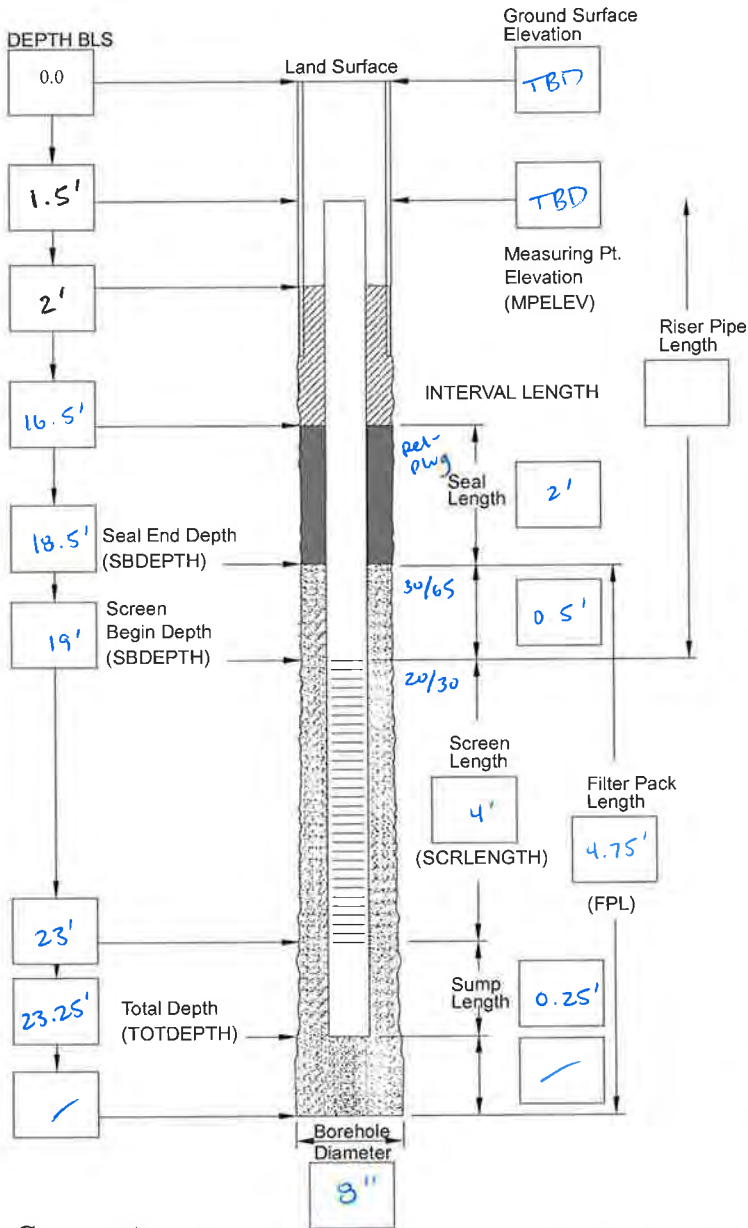 DEPTH BLS
0.0
Land Surface
Ground Surface
Elevation
TBD
1.5'
TBD
Measuring Pt.
Elevation
(MPELEV)
2'
Riser Pipe
Length
16.5'
INTERVAL LENGTH
pel-
plug
Seal
Length
2'
18.5'
Seal End Depth
(SBDEPTH)
30/65
0.5'
19'
Screen
Begin Depth
(SBDEPTH)
20/30
Screen
Length
4'
(SCRLENGTH)
Filter Pack
Length
4.75'
(FPL)
23'
Sump
Length
0.25'
23.25'
Total Depth
(TOTDEPTH)
Borehole
Diameter